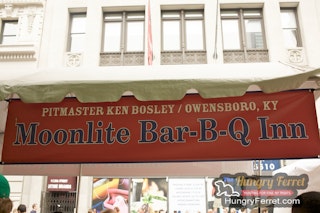 PITMASTER KEN BOSLEY / OWENSBORO, KY
Moonlite Bar-B-Q Inn
Hungry Ferret
HungryFerret.com